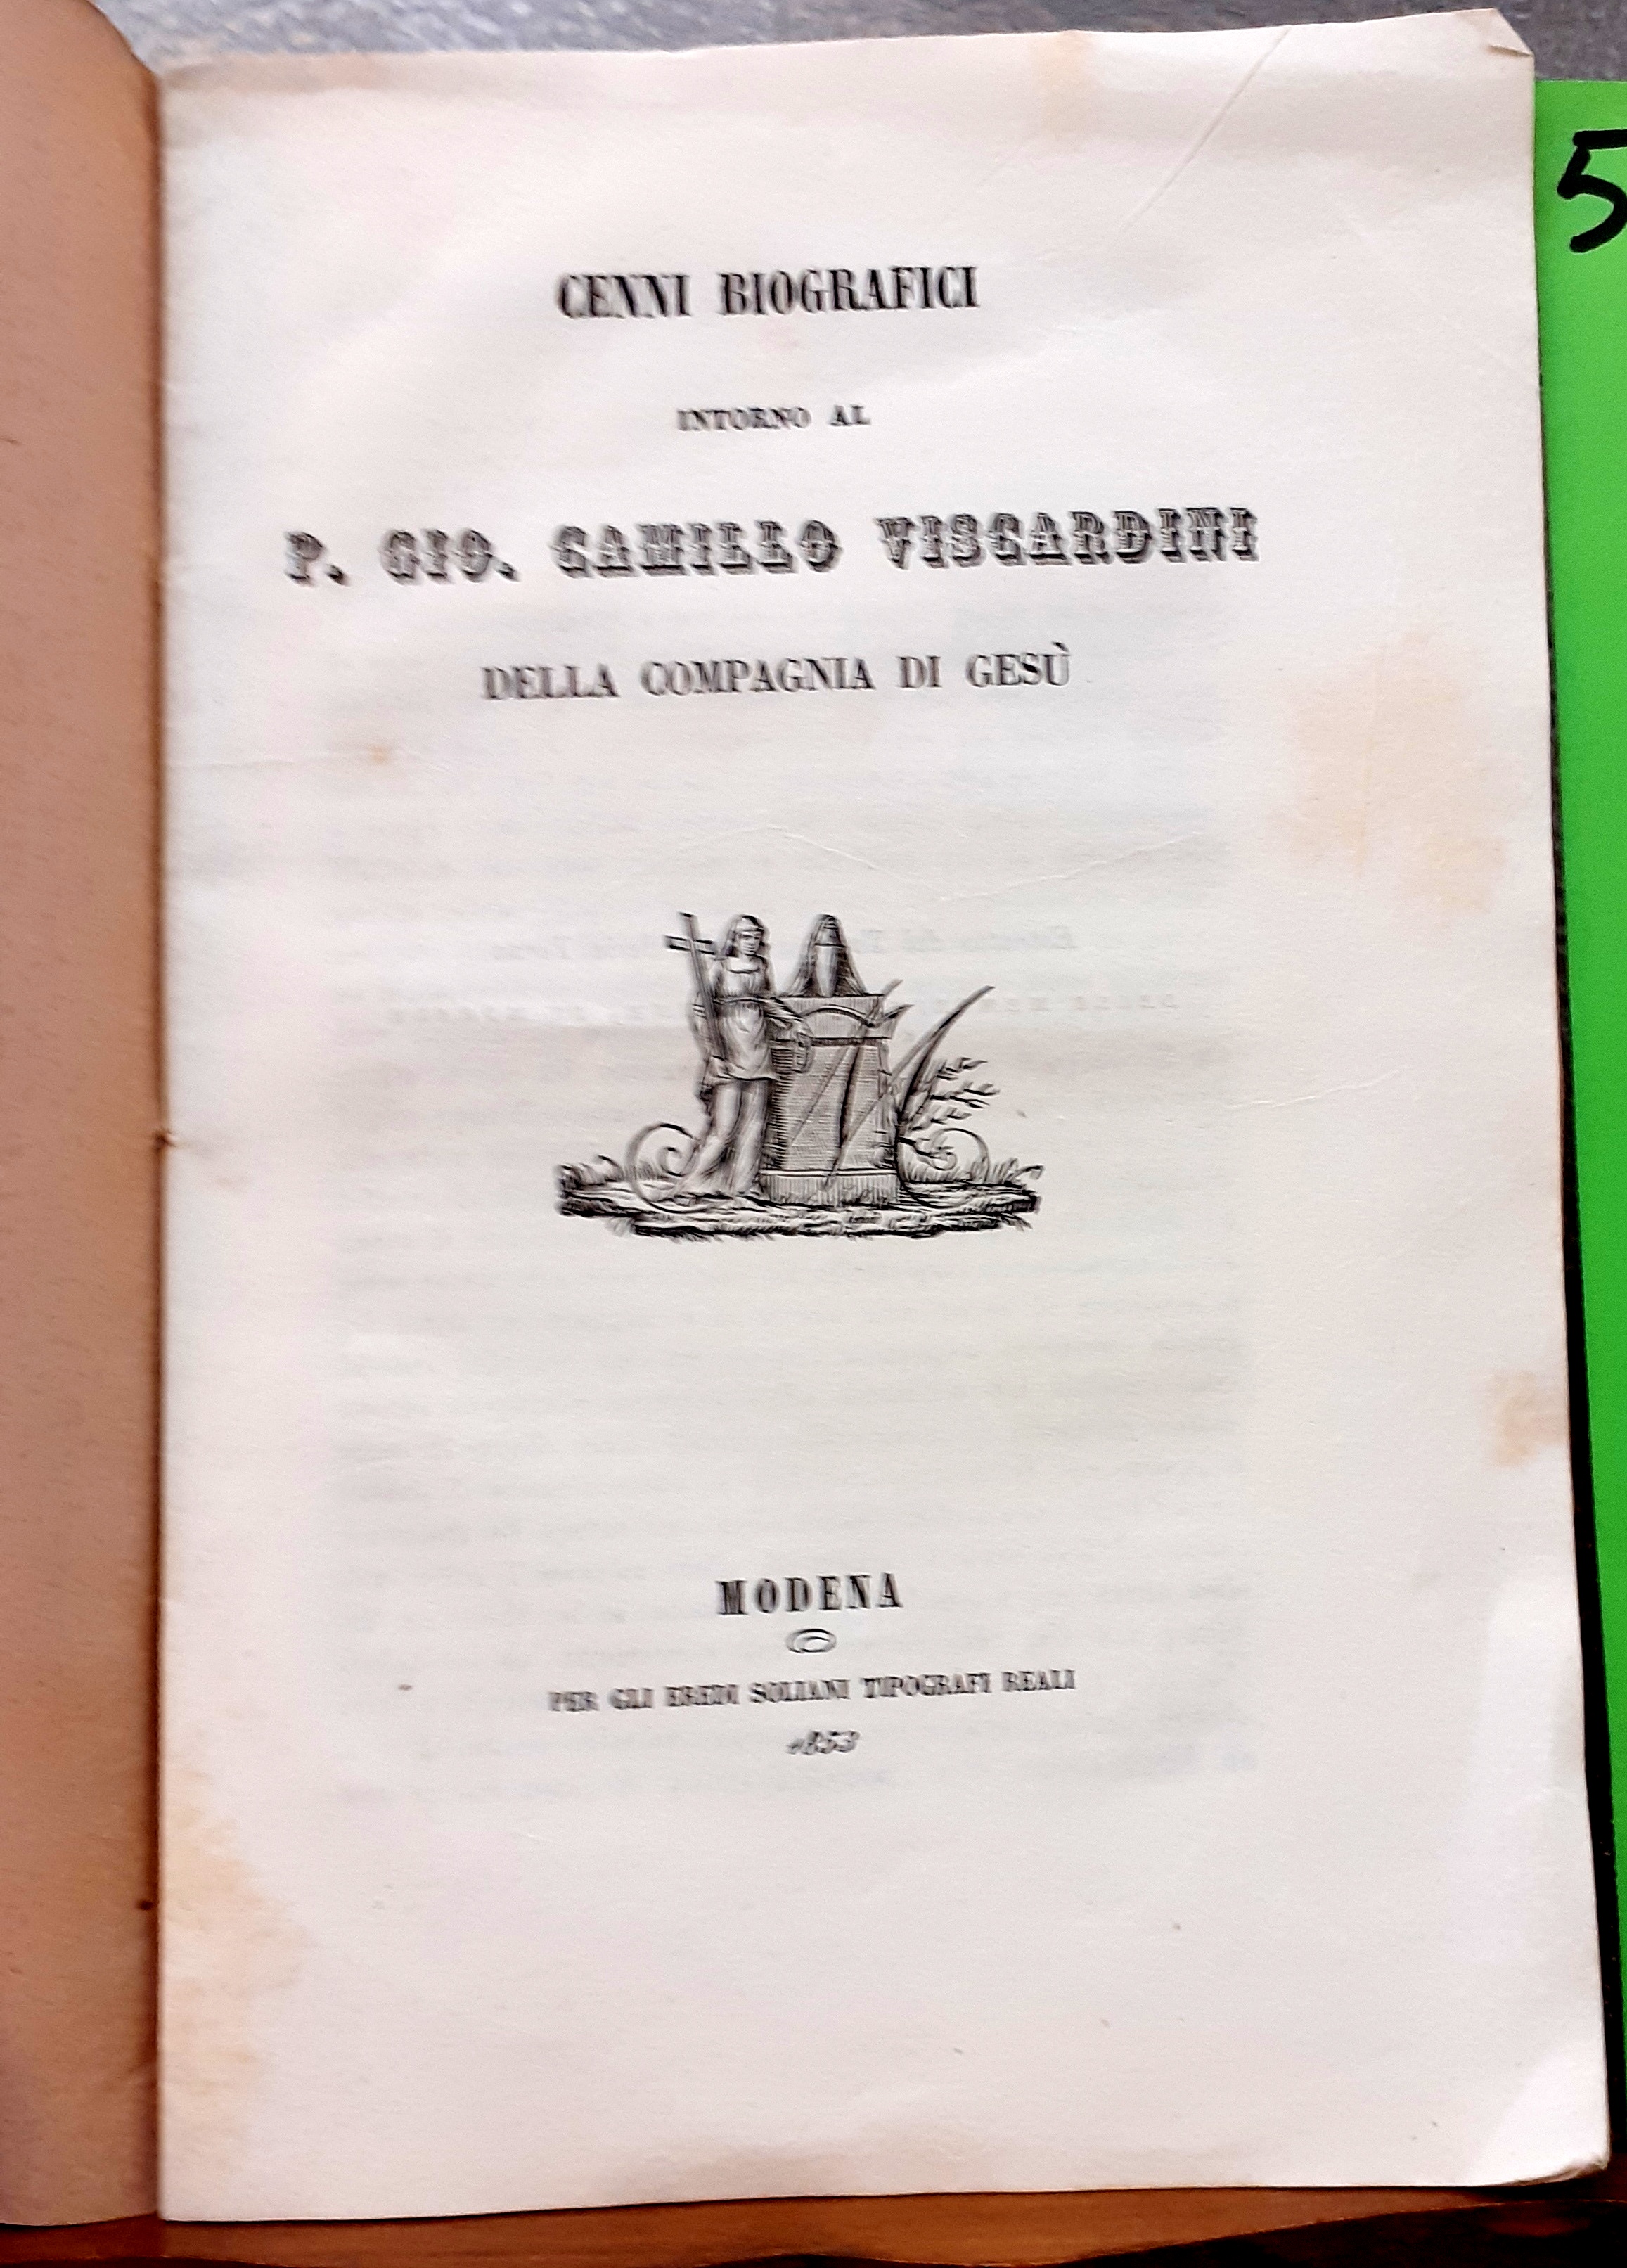 CENNI BIOGRAFICI
INTORNO AL
P. GIO. CAMILLO VISCARDINI
DELLA COMPAGNIA DI GESÙ
MODENA
PER GLI EREDI SOLIANI TIPOGRAFI REALI
1853
5